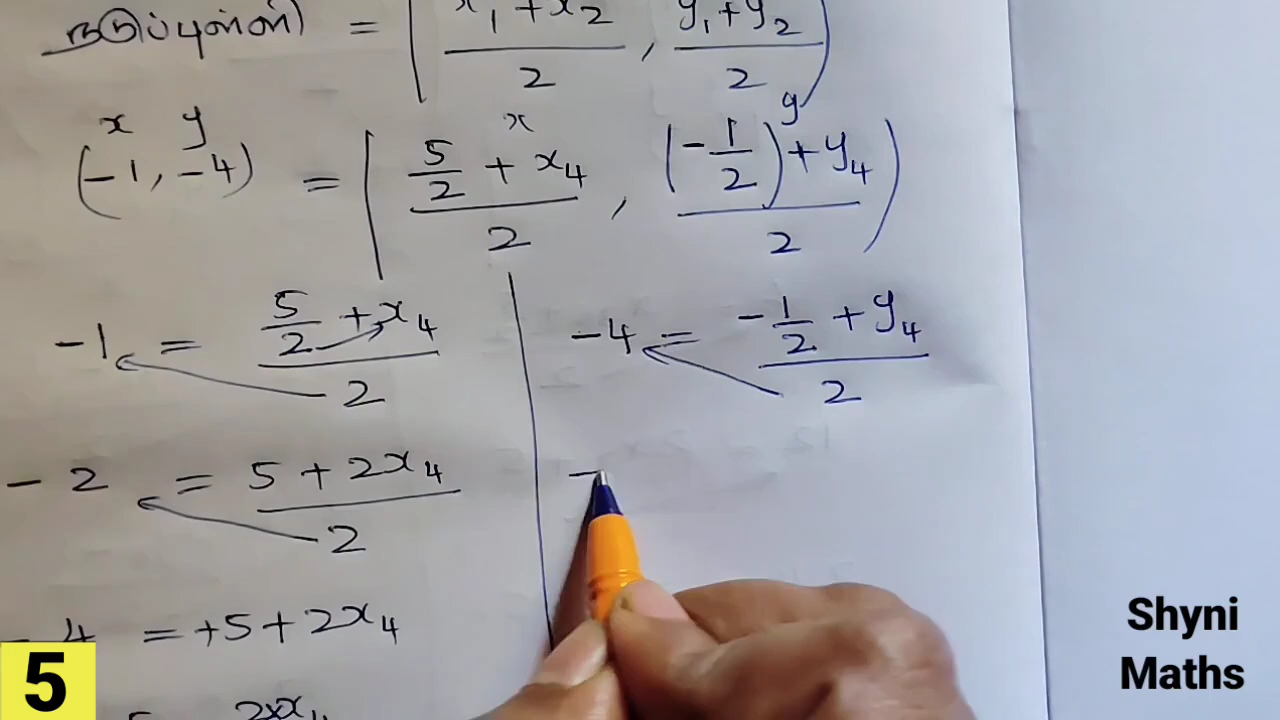 நடுப்புள்ளி = (x₁+x₂/2, y₁+y₂/2)
x y x y
(-1, -4) = (5/2 + x₄/2, (-1/2)+y₄/2)
-1 = 5/2 + x₄/2
-2 = 5 + 2x₄/2
- 4 = +5+2x₄
-4 = -1/2 + y₄/2
-
5
Shyni
Maths